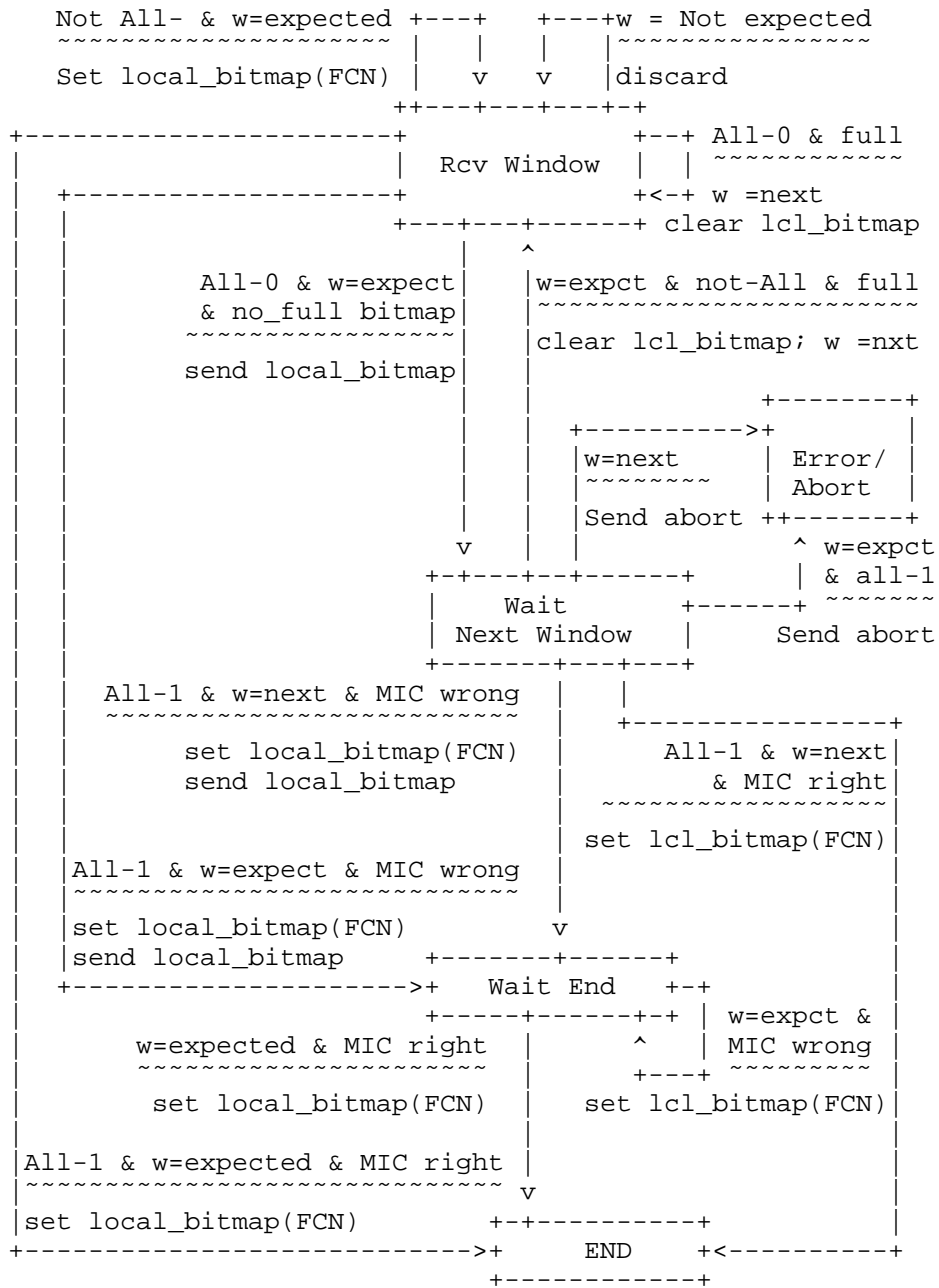 Not All- & w=expected +---+ +---+w = Not expected
~~~~~~~~~~~~~~~~~~~~~ | | | |~~~~~~~~~~~~~~~~
Set local_bitmap(FCN) | v v |discard
++---+---+---+-+
+-----------------------+ +--+ All-0 & full
| | Rcv Window | | ~~~~~~~~~~~~
| +--------------------+ +<-+ w =next
| | +---+---+------+ clear lcl_bitmap
| | | ^
| | All-0 & w=expect| |w=expct & not-All & full
| | & no_full bitmap| |~~~~~~~~~~~~~~~~~~~~~~~~
| | ~~~~~~~~~~~~~~~~~| |clear lcl_bitmap; w =nxt
| | send local_bitmap| |
| | | | +--------+
| | | | +---------->+ |
| | | | |w=next | Error/ |
| | | | |~~~~~~~~ | Abort |
| | | | |Send abort ++-------+
| | v | | ^ w=expct
| | +-+---+--+------+ | & all-1
| | | Wait +------+ ~~~~~~~
| | | Next Window | Send abort
| | +-------+---+---+
| | All-1 & w=next & MIC wrong | |
| | ~~~~~~~~~~~~~~~~~~~~~~~~~~ | +----------------+
| | set local_bitmap(FCN) | All-1 & w=next|
| | send local_bitmap | & MIC right|
| | | ~~~~~~~~~~~~~~~~~~|
| | | set lcl_bitmap(FCN)|
| |All-1 & w=expect & MIC wrong | |
| |~~~~~~~~~~~~~~~~~~~~~~~~~~~~ | |
| |set local_bitmap(FCN) v |
| |send local_bitmap +-------+------+ |
| +--------------------->+ Wait End +-+ |
| +-----+------+-+ | w=expct & |
| w=expected & MIC right | ^ | MIC wrong |
| ~~~~~~~~~~~~~~~~~~~~~~ | +---+ ~~~~~~~~~ |
| set local_bitmap(FCN) | set lcl_bitmap(FCN)|
| | |
|All-1 & w=expected & MIC right | |
|~~~~~~~~~~~~~~~~~~~~~~~~~~~~~~ v |
|set local_bitmap(FCN) +-+----------+ |
+---------------------------->+ END +<----------+
+-------------+